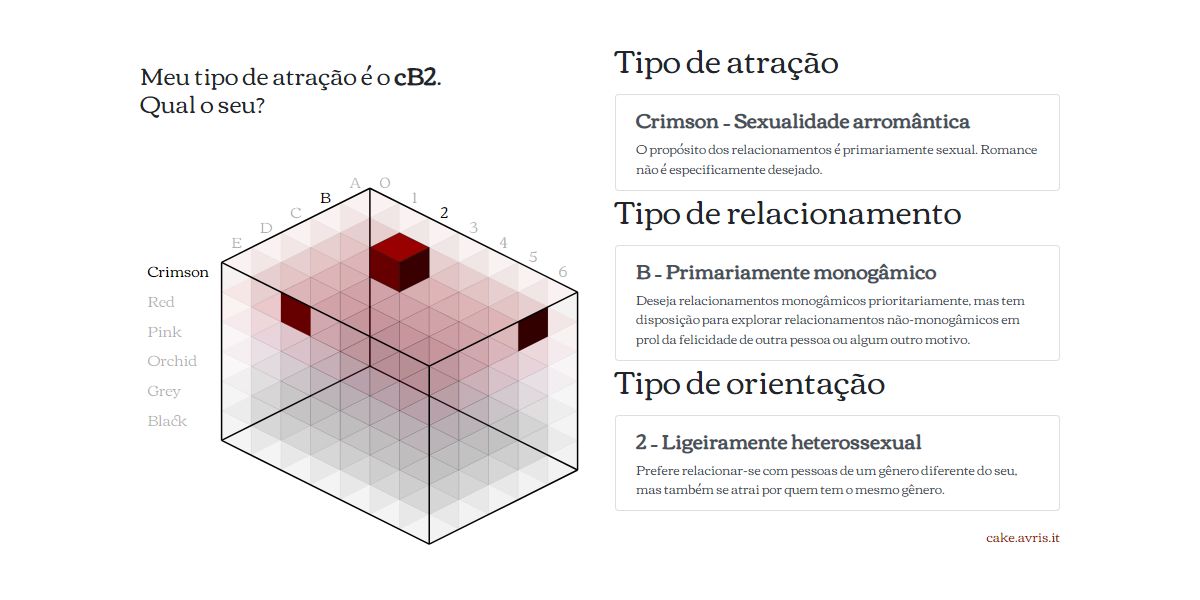 Meu tipo de atração é o cB2.
Qual o seu?
A
B
C
D
E
0
1
2
3
4
5
6
Crimson
Red
Pink
Orchid
Grey
Black
Tipo de atração
Crimson - Sexualidade arromântica
O propósito dos relacionamentos é primariamente sexual. Romance
não é especificamente desejado.
Tipo de relacionamento
B - Primariamente monogâmico
Deseja relacionamentos monogâmicos prioritariamente, mas tem
disposição para explorar relacionamentos não-monogâmicos em
prol da felicidade de outra pessoa ou algum outro motivo.
Tipo de orientação
2 - Ligeiramente heterossexual
Prefere relacionar-se com pessoas de um gênero diferente do seu,
mas também se atrai por quem tem o mesmo gênero.
cake.avris.it